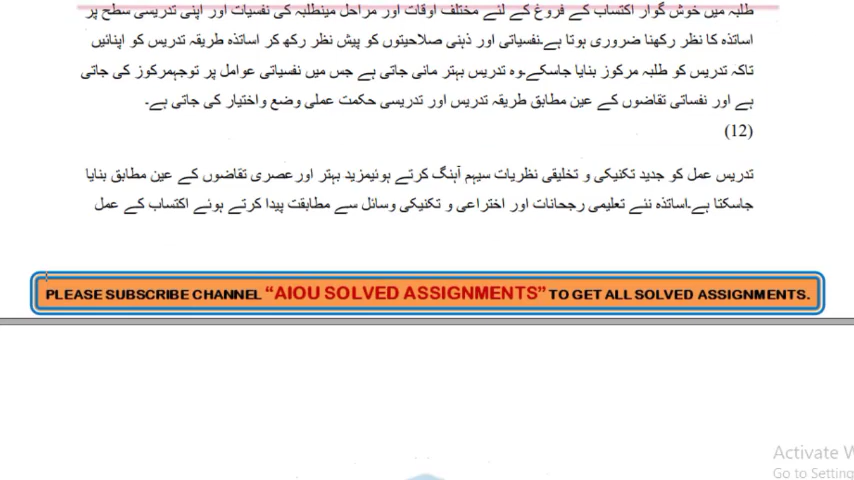 طلبہ میں خوش گوار اکتساب کے فروغ کے لئے مختلف اوقات اور مراحل مینطلبہ کی نفسیات اور اپنی تدریسی سطح پر
اساتذہ کا نظر رکھنا ضروری ہوتا ہے۔نفسیاتی اور ذہنی صلاحیتوں کو پیش نظر رکھ کر اساتذہ طریقہ تدریس کو اپنائیں
تاکہ تدریس کو طلبہ مرکوز بنایا جاسکے۔وہ تدریس بہتر مانی جاتی ہے جس میں نفسیاتی عوامل پر توجہمرکوز کی جاتی
ہے اور نفساتی تقاضوں کے عین مطابق طریقہ تدریس اور تدریسی حکمت عملی وضع واختیار کی جاتی ہے۔
(12)
تدریس عمل کو جدید تکنیکی و تخلیقی نظریات سیہم آہنگ کرتے ہوئیمزید بہتر اورعصری تقاضوں کے عین مطابق بنایا
جاسکتا ہے۔اساتذہ نئے تعلیمی رجحانات اور اختراعی و تکنیکی وسائل سے مطابقت پیدا کرتے ہوئے اکتساب کے عمل
PLEASE SUBSCRIBE CHANNEL “AIOU SOLVED ASSIGNMENTS” TO GET ALL SOLVED ASSIGNMENTS.
Activate W
Go to Setting